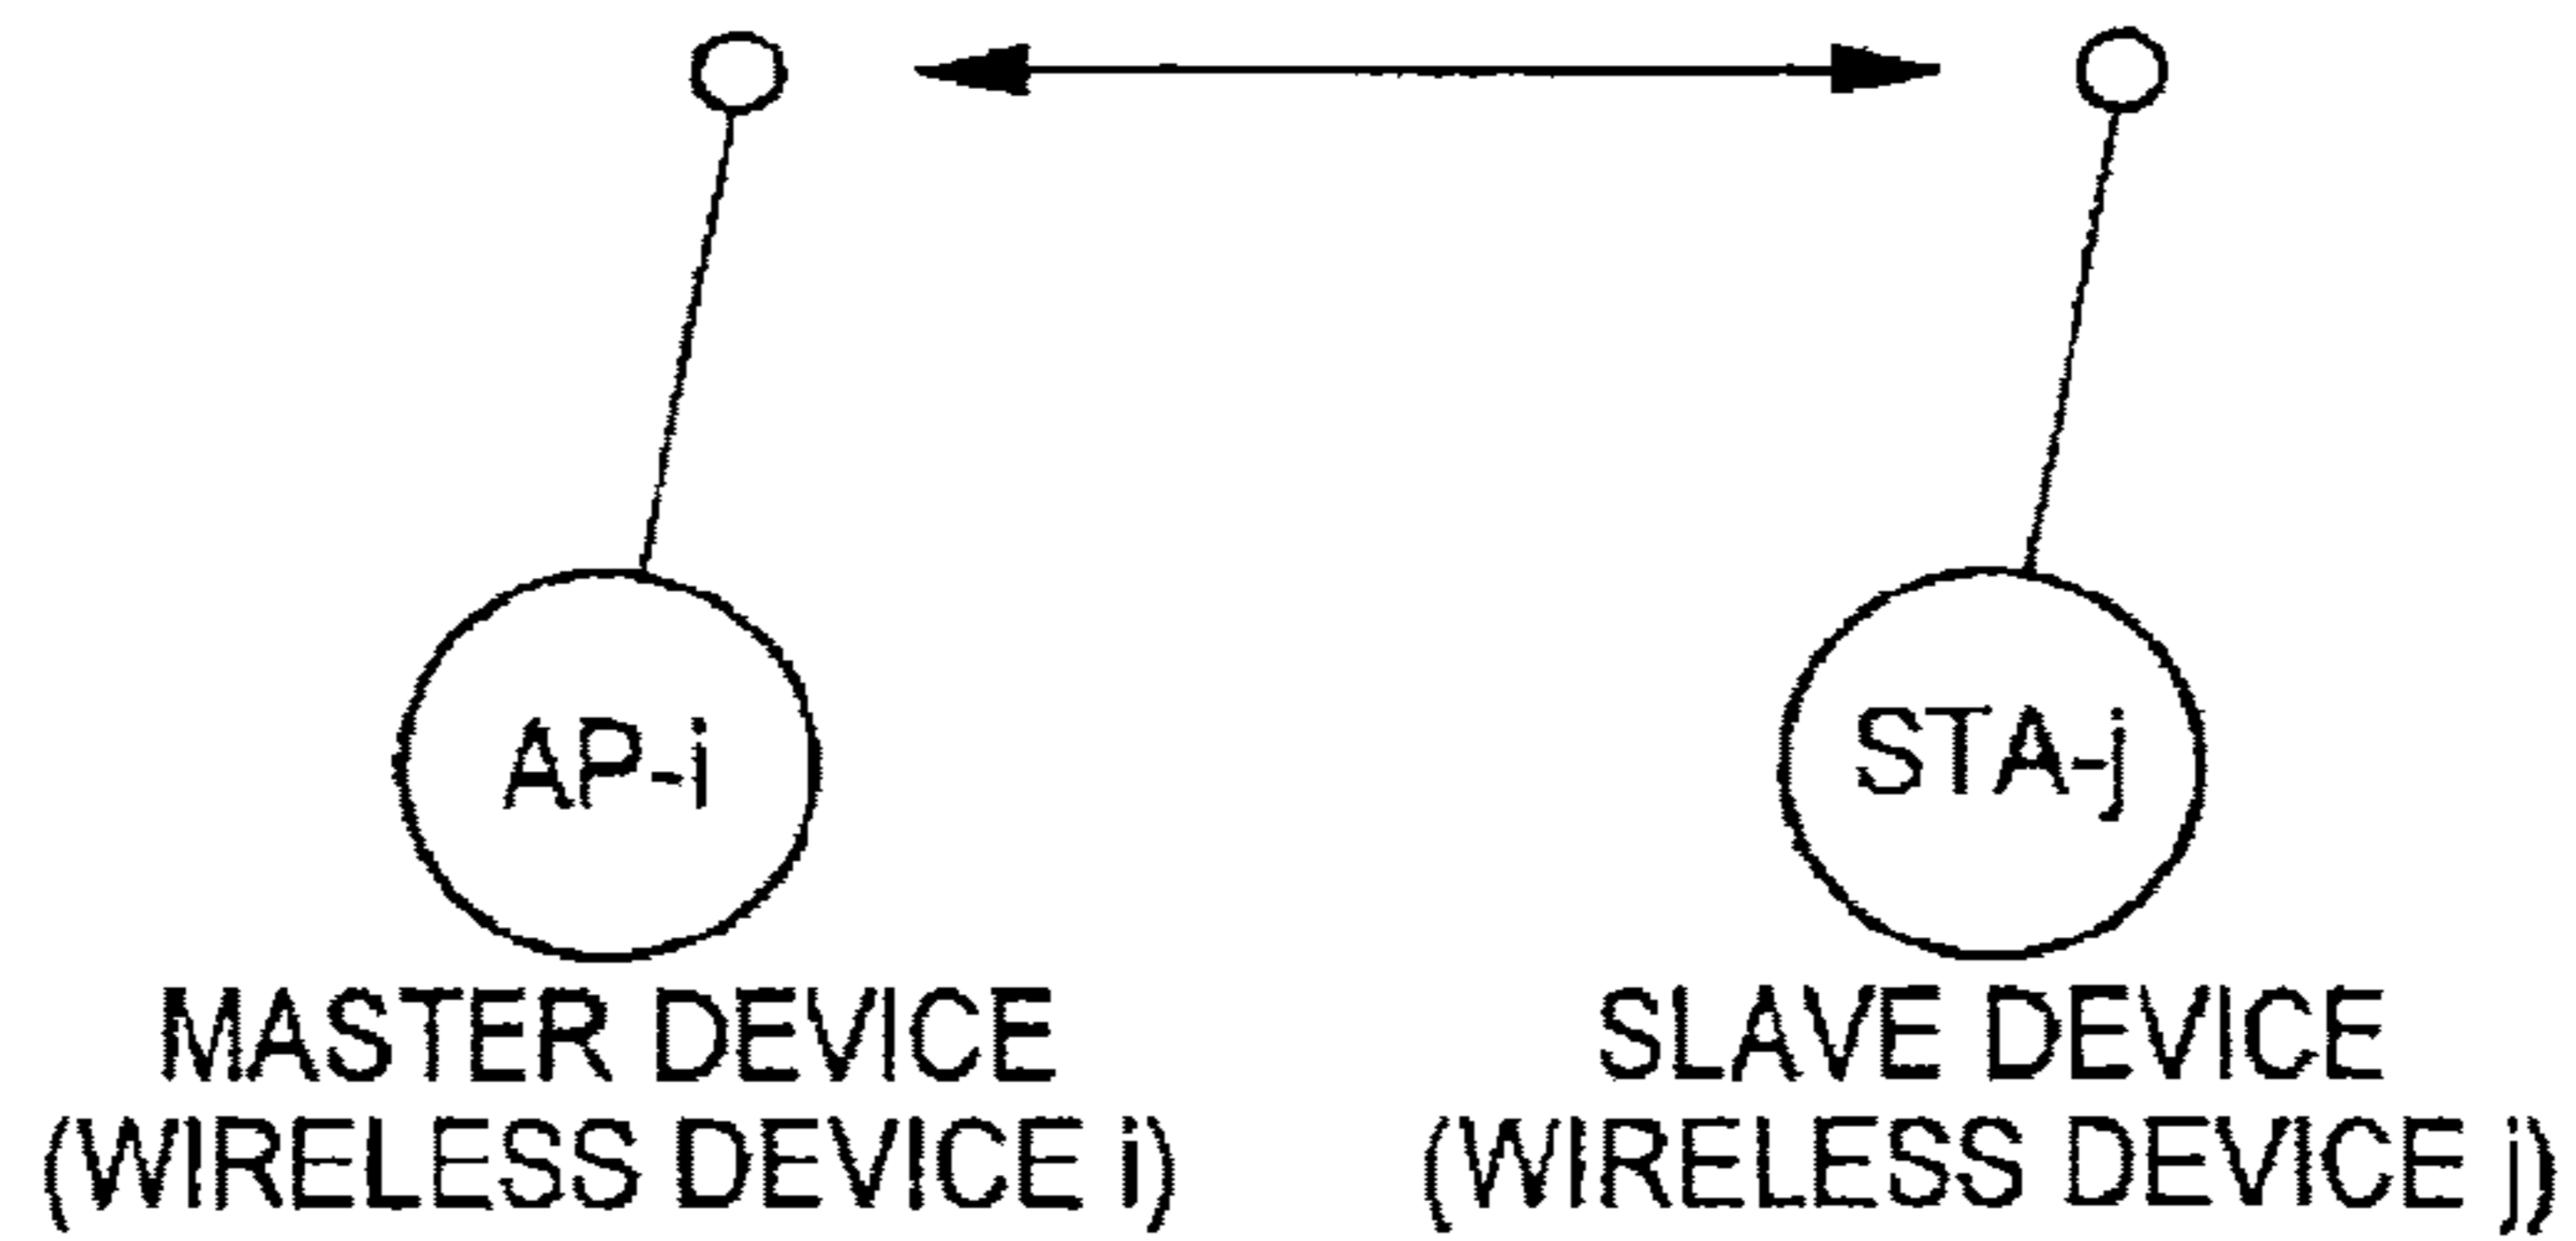 AP-i
STA-j
MASTER DEVICE
(WIRELESS DEVICE i)
SLAVE DEVICE
(WIRELESS DEVICE j)